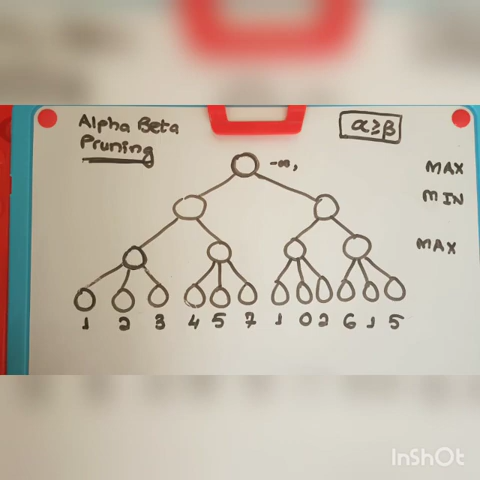 Alpha Beta
Pruning
α≥β
-∞,
MAX
MIN
MAX
1 2 3 4 5 7 1 0 2 6 1 5
InShOt